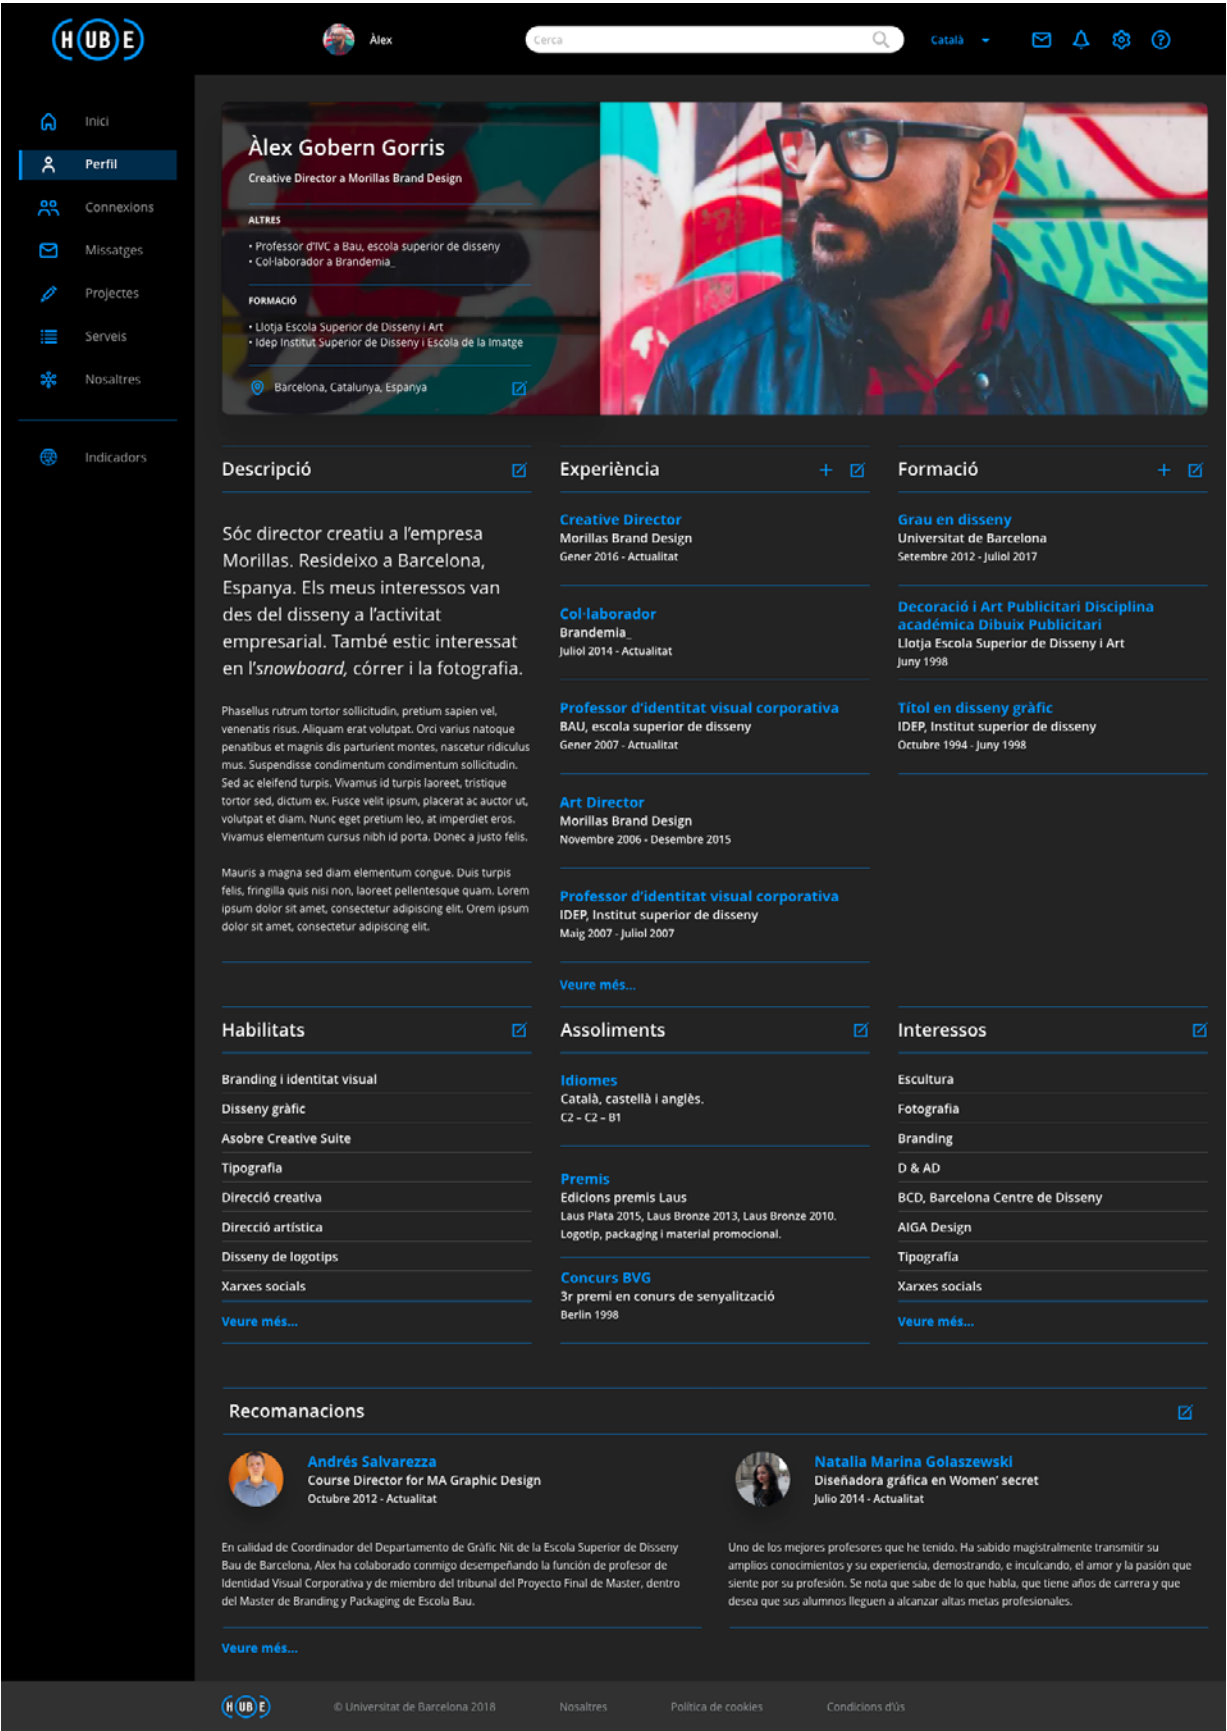 HUBE
Àlex
Cerca
Català
Inici
Perfil
Connexions
Missatges
Projectes
Serveis
Nosaltres
Indicadors
Àlex Gobern Gorris
Creative Director a Morillas Brand Design
ALTRES
• Professor d'IVC a Bau, escola superior de disseny
• Col·laborador a Brandemia_
FORMACIÓ
• Llotja Escola Superior de Disseny i Art
• Idep Institut Superior de Disseny i Escola de la Imatge
Barcelona, Catalunya, Espanya
Descripció
Sóc director creatiu a l'empresa
Morillas. Resideixo a Barcelona,
Espanya. Els meus interessos van
des del disseny a l'activitat
empresarial. També estic interessat
en l'snowboard, córrer i la fotografia.
Phasellus rutrum tortor sollicitudin, pretium sapien vel,
venenatis risus. Aliquam erat volutpat. Orci varius natoque
penatibus et magnis dis parturient montes, nascetur ridiculus
mus. Suspendisse condimentum condimentum sollicitudin.
Sed ac eleifend turpis. Vivamus id turpis laoreet, tristique
tortor sed, dictum ex. Fusce velit ipsum, placerat ac auctor ut,
volutpat et diam. Nunc eget pretium leo, at imperdiet eros.
Vivamus elementum cursus nibh id porta. Donec a justo felis.
Mauris a magna sed diam elementum congue. Duis turpis
felis, fringilla quis nisi non, laoreet pellentesque quam. Lorem
ipsum dolor sit amet, consectetur adipiscing elit. Orem ipsum
dolor sit amet, consectetur adipiscing elit.
Experiència
Creative Director
Morillas Brand Design
Gener 2016 - Actualitat
Col·laborador
Brandemia_
Juliol 2014 - Actualitat
Professor d'identitat visual corporativa
BAU, escola superior de disseny
Gener 2007 - Actualitat
Art Director
Morillas Brand Design
Novembre 2006 - Desembre 2015
Professor d'identitat visual corporativa
IDEP, Institut superior de disseny
Maig 2007 - Juliol 2007
Veure més...
Formació
Grau en disseny
Universitat de Barcelona
Setembre 2012 - Juliol 2017
Decoració i Art Publicitari Disciplina
académica Dibuix Publicitari
Llotja Escola Superior de Disseny i Art
Juny 1998
Títol en disseny gràfic
IDEP, Institut superior de disseny
Octubre 1994 - Juny 1998
Habilitats
Branding i identitat visual
Disseny gràfic
Asobre Creative Suite
Tipografia
Direcció creativa
Direcció artística
Disseny de logotips
Xarxes socials
Veure més...
Assoliments
Idiomes
Català, castellà i anglès.
C2 – C2 – B1
Premis
Edicions premis Laus
Laus Plata 2015, Laus Bronze 2013, Laus Bronze 2010.
Logotip, packaging i material promocional.
Concurs BVG
3r premi en conurs de senyalització
Berlin 1998
Interessos
Escultura
Fotografia
Branding
D & AD
BCD, Barcelona Centre de Disseny
AIGA Design
Tipografía
Xarxes socials
Veure més...
Recomanacions
Andrés Salvarezza
Course Director for MA Graphic Design
Octubre 2012 - Actualitat
En calidad de Coordinador del Departamento de Gràfic Nit de la Escola Superior de Disseny
Bau de Barcelona, Alex ha colaborado conmigo desempeñando la función de profesor de
Identidad Visual Corporativa y de miembro del tribunal del Proyecto Final de Master, dentro
del Master de Branding y Packaging de Escola Bau.
Veure més...
Natalia Marina Golaszewski
Diseñadora gráfica en Women' secret
Julio 2014 - Actualitat
Uno de los mejores profesores que he tenido. Ha sabido magistralmente transmitir su
amplios conocimientos y su experiencia, demostrando, e inculcando, el amor y la pasión que
siente por su profesión. Se nota que sabe de lo que habla, que tiene años de carrera y que
desea que sus alumnos lleguen a alcanzar altas metas profesionales.
HUBE
© Universitat de Barcelona 2018
Nosaltres
Política de cookies
Condicions d'ús